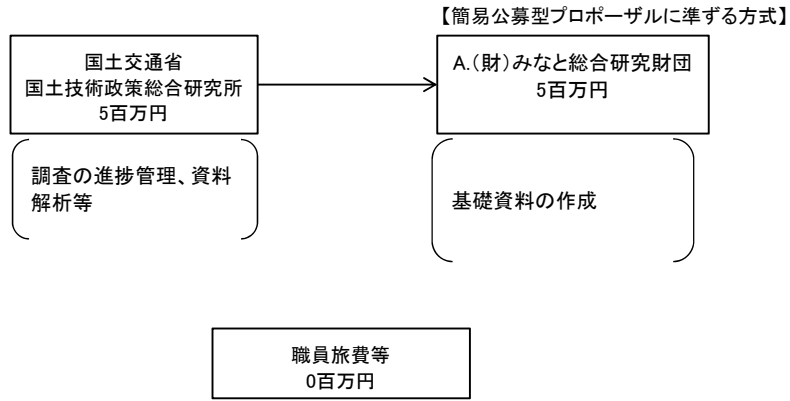 【簡易公募型プロポーザルに準ずる方式】
国土交通省
国土技術政策総合研究所
5百万円
A.（財）みなと総合研究財団
5百万円
調査の進捗管理、資料
解析等
基礎資料の作成
職員旅費等
0百万円